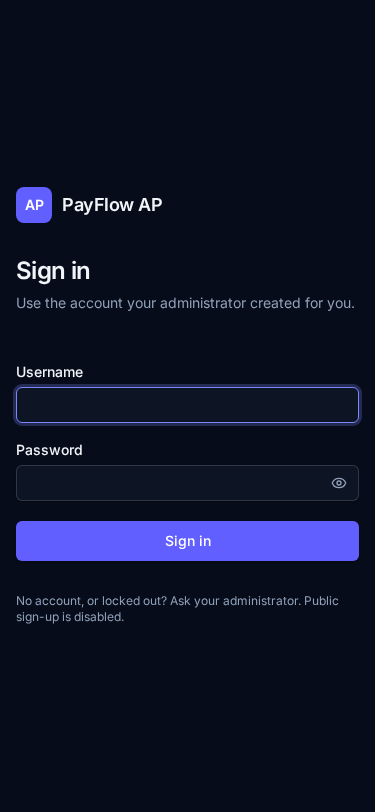 AP
PayFlow AP
Sign in
Use the account your administrator created for you.
Username
Password
Sign in
No account, or locked out? Ask your administrator. Public
sign-up is disabled.